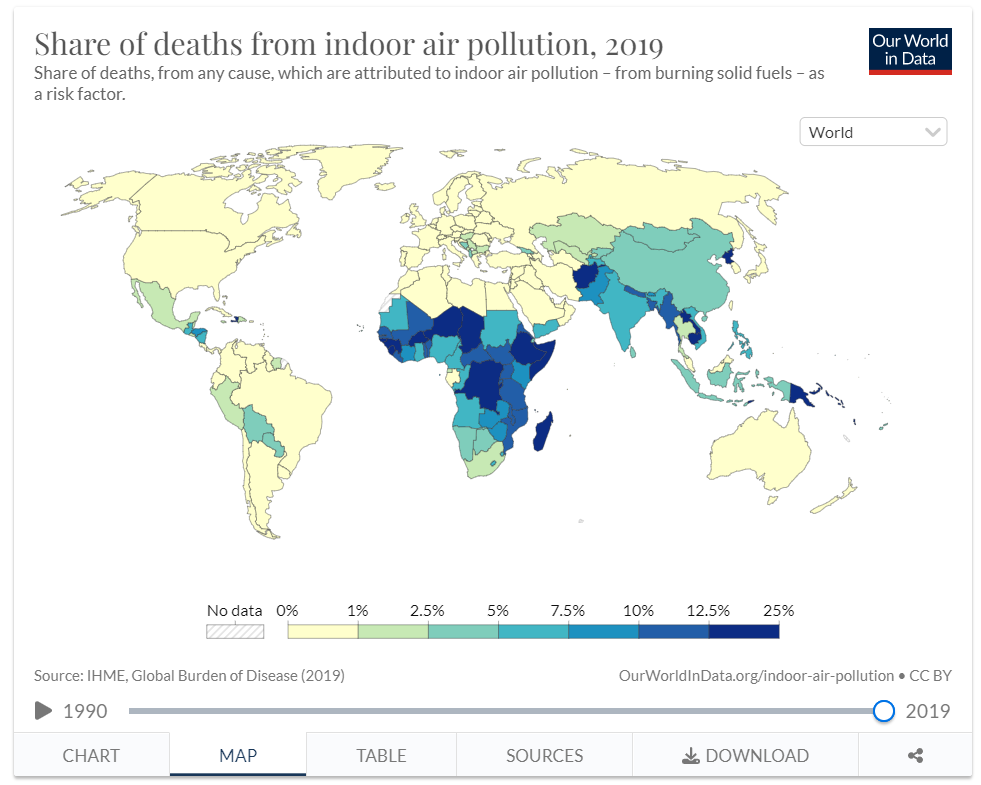 Share of deaths from indoor air pollution, 2019
Our World
in Data
Share of deaths, from any cause, which are attributed to indoor air pollution – from burning solid fuels – as
a risk factor.
World
No data 0% 1% 2.5% 5% 7.5% 10% 12.5% 25%
Source: IHME, Global Burden of Disease (2019)
OurWorldInData.org/indoor-air-pollution • CC BY
1990
2019
CHART MAP TABLE SOURCES DOWNLOAD